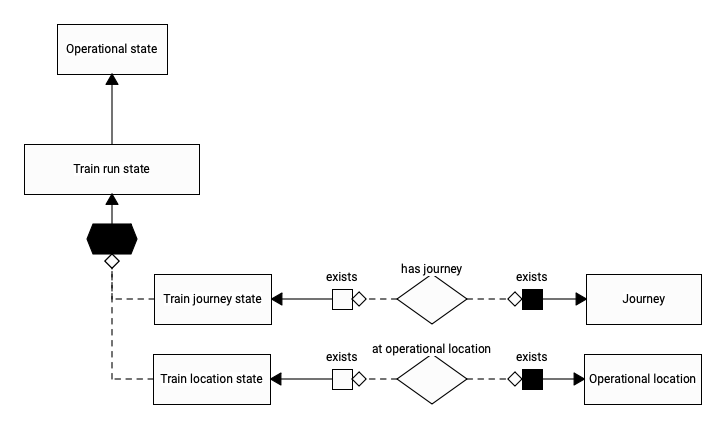 Operational state
Train run state
exists
has journey
exists
Train journey state
Journey
exists
at operational location
exists
Train location state
Operational location